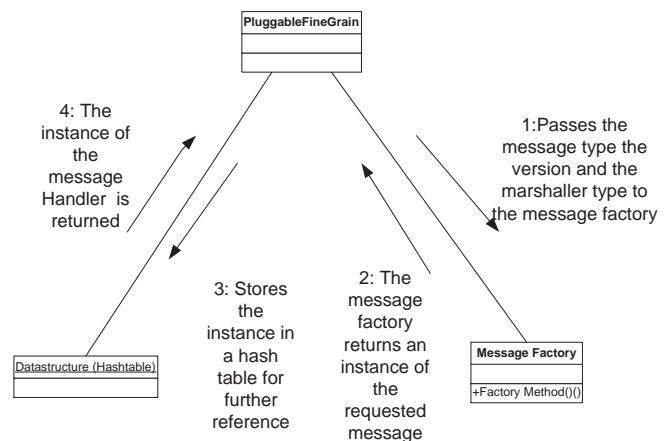 PluggableFineGrain
4: The
instance of
the
message
Handler is
returned
1:Passes the
message type the
version and the
marshaller type to
the message factory
3: Stores
the
instance in
a hash
table for
further
reference
2: The
message
factory
returns an
instance of
the
requested
message
Datastructure (Hashtable)
Message Factory
+Factory Method()()